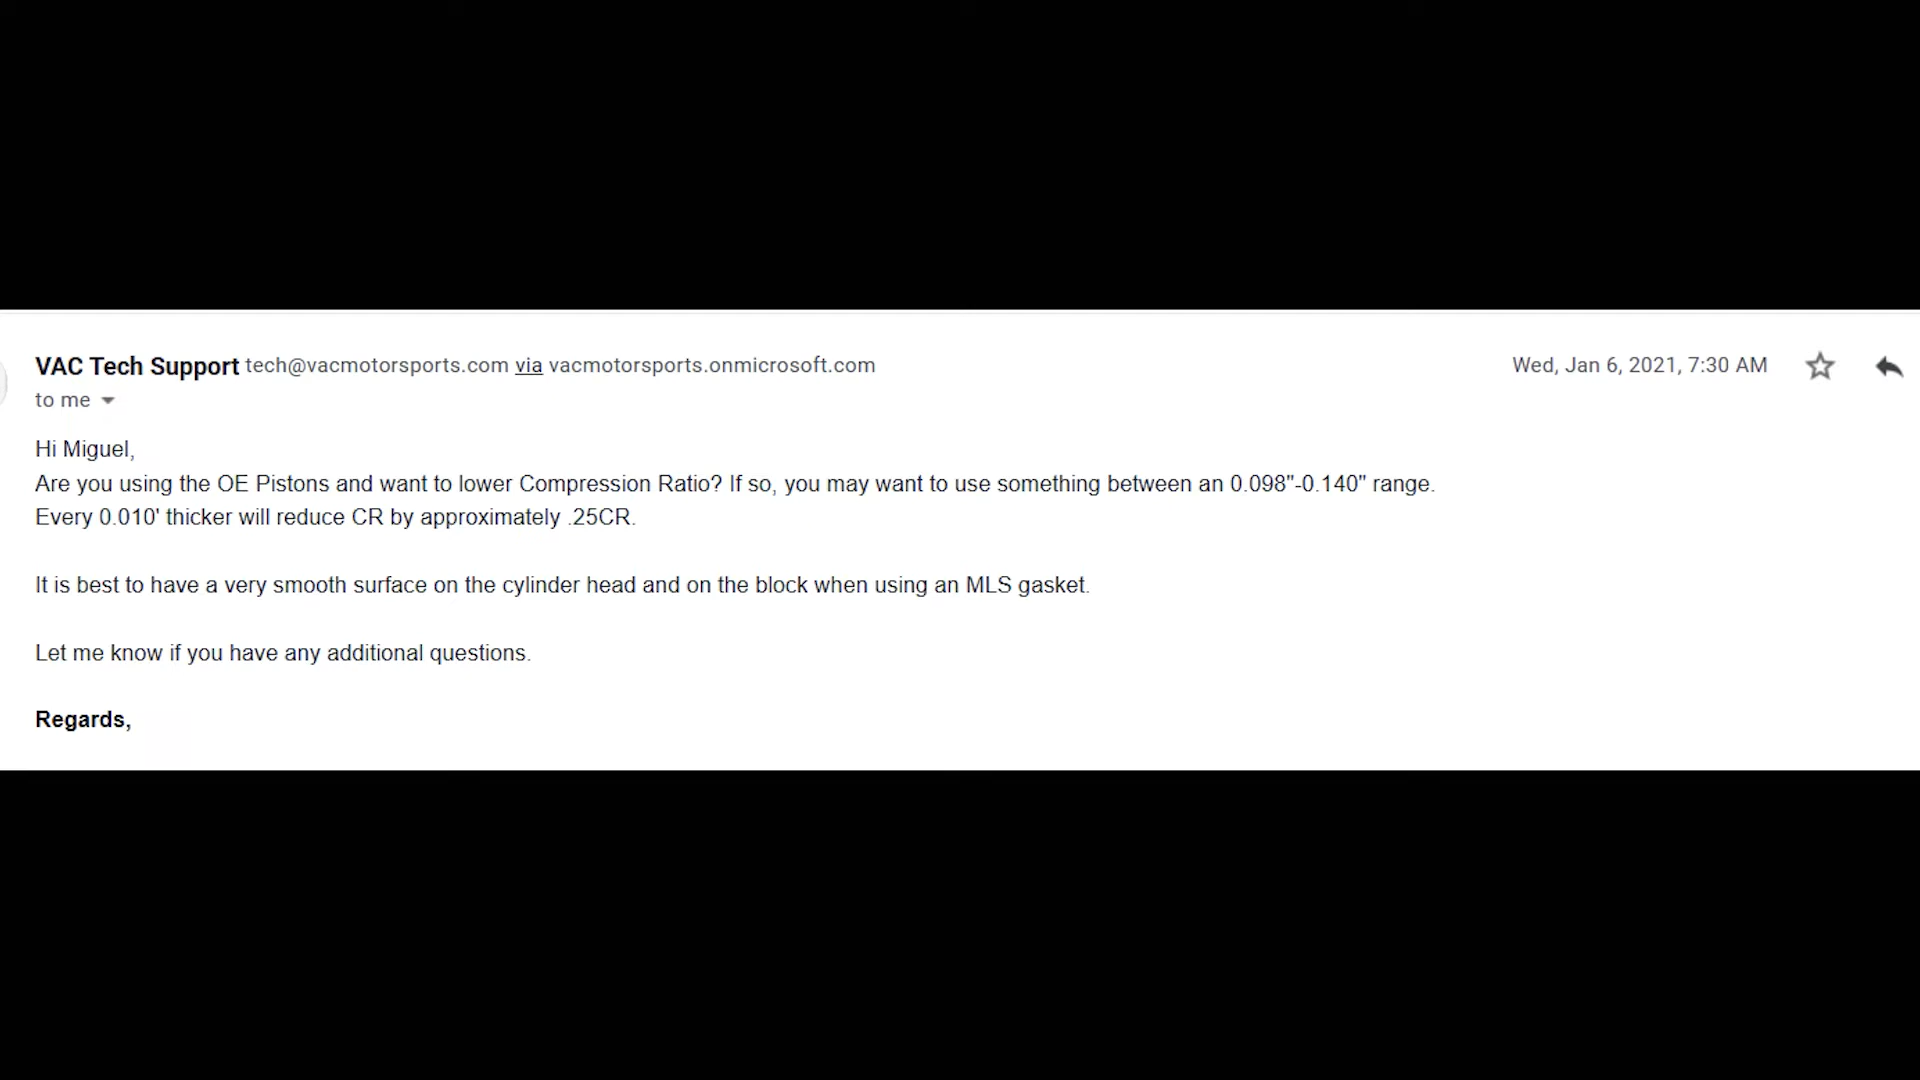 VAC Tech Support tech@vacmotorsports.com via vacmotorsports.onmicrosoft.com Wed, Jan 6, 2021, 7:30 AM
to me
Hi Miguel,
Are you using the OE Pistons and want to lower Compression Ratio? If so, you may want to use something between an 0.098"-0.140" range.
Every 0.010' thicker will reduce CR by approximately .25CR.
It is best to have a very smooth surface on the cylinder head and on the block when using an MLS gasket.
Let me know if you have any additional questions.
Regards,